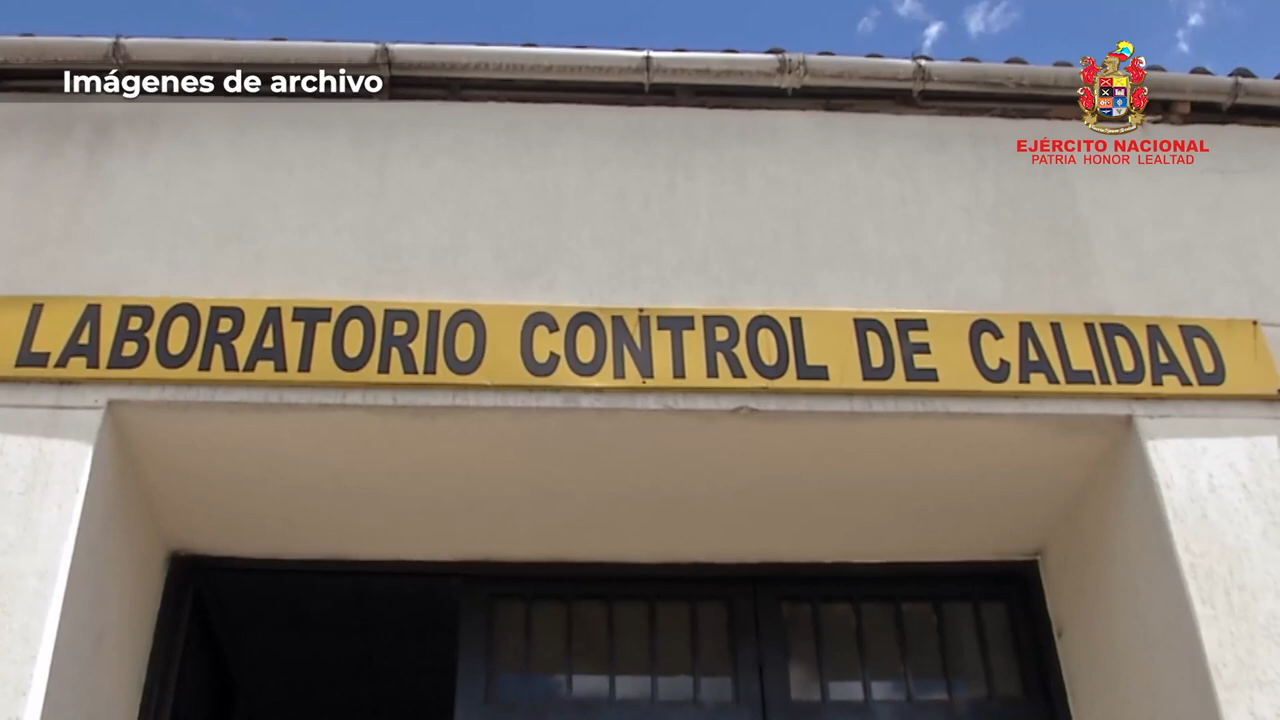 Imágenes de archivo
EJÉRCITO NACIONAL
PATRIA HONOR LEALTAD
LABORATORIO CONTROL DE CALIDAD